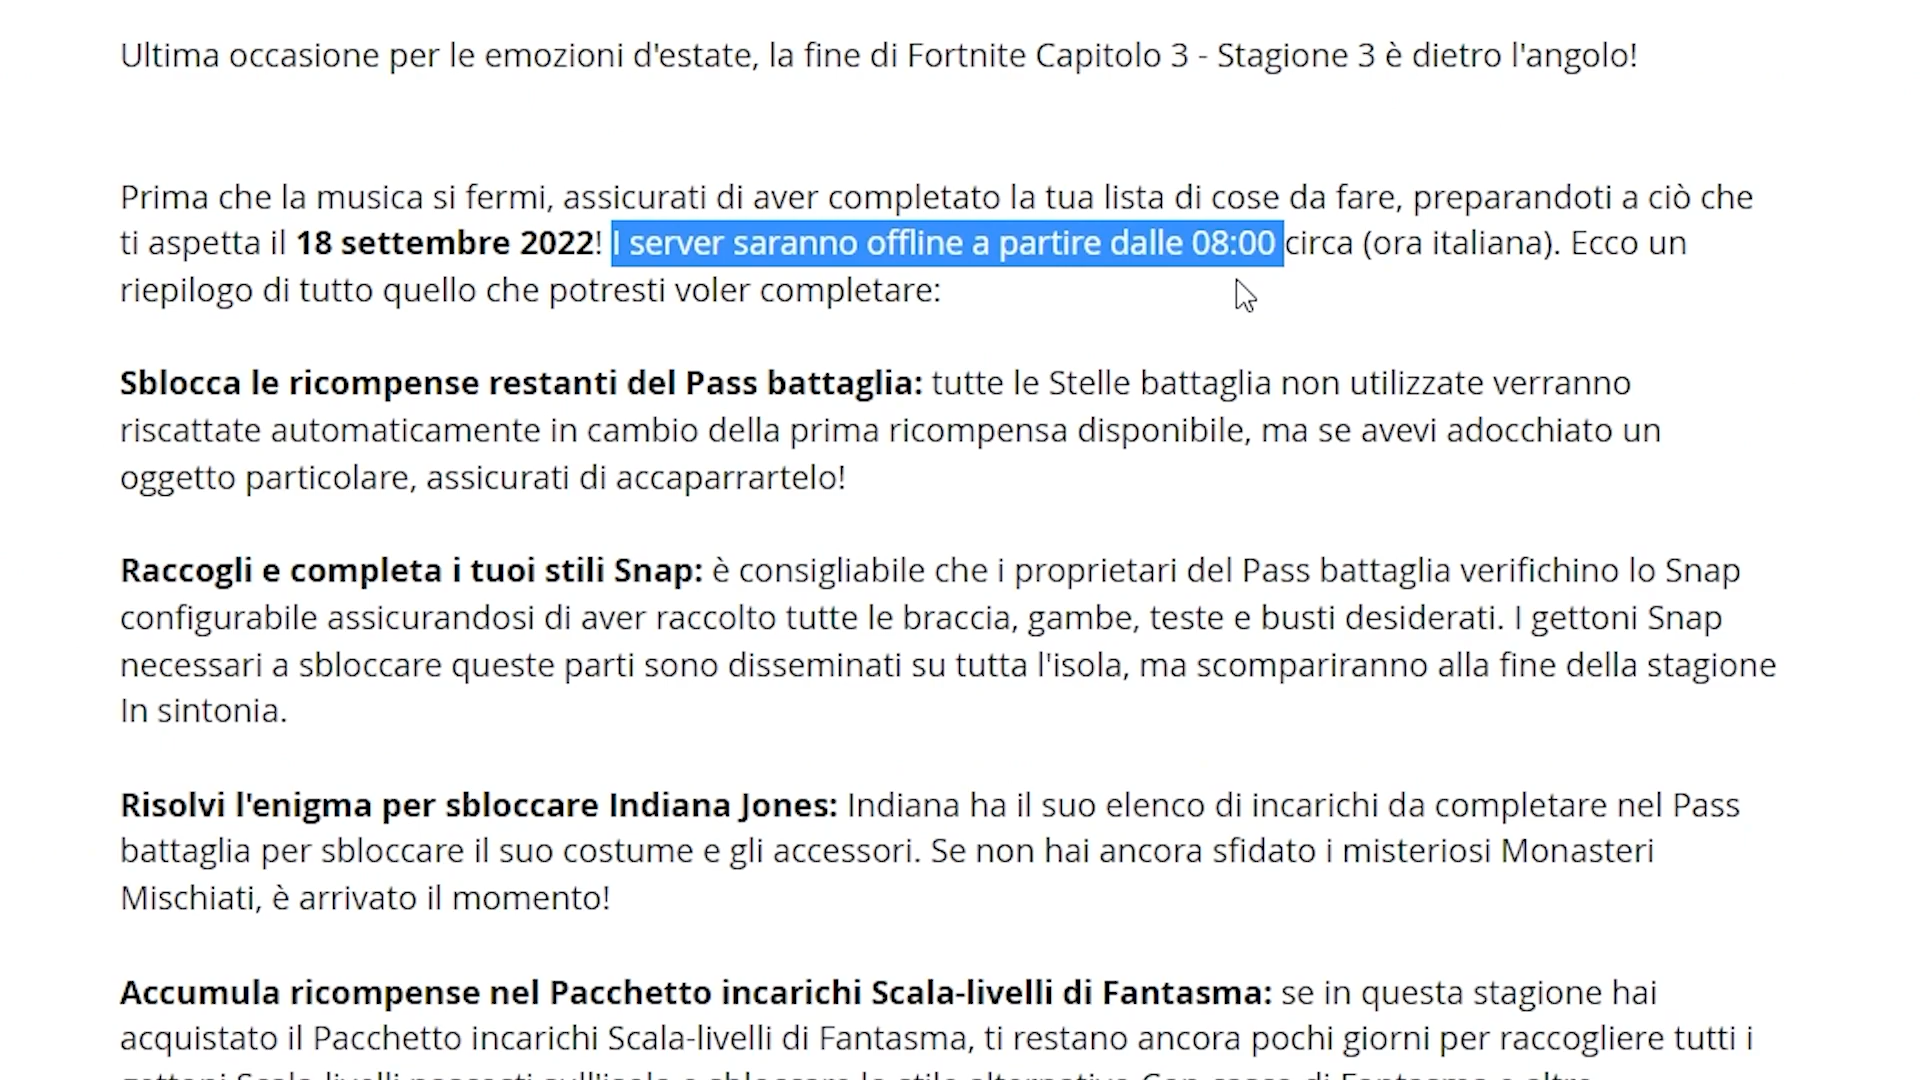 Ultima occasione per le emozioni d'estate, la fine di Fortnite Capitolo 3 - Stagione 3 è dietro l'angolo!
Prima che la musica si fermi, assicurati di aver completato la tua lista di cose da fare, preparandoti a ciò che
ti aspetta il 18 settembre 2022! I server saranno offline a partire dalle 08:00 circa (ora italiana). Ecco un
riepilogo di tutto quello che potresti voler completare:
Sblocca le ricompense restanti del Pass battaglia: tutte le Stelle battaglia non utilizzate verranno
riscattate automaticamente in cambio della prima ricompensa disponibile, ma se avevi adocchiato un
oggetto particolare, assicurati di accaparrartelo!
Raccogli e completa i tuoi stili Snap: è consigliabile che i proprietari del Pass battaglia verifichino lo Snap
configurabile assicurandosi di aver raccolto tutte le braccia, gambe, teste e busti desiderati. I gettoni Snap
necessari a sbloccare queste parti sono disseminati su tutta l'isola, ma scompariranno alla fine della stagione
In sintonia.
Risolvi l'enigma per sbloccare Indiana Jones: Indiana ha il suo elenco di incarichi da completare nel Pass
battaglia per sbloccare il suo costume e gli accessori. Se non hai ancora sfidato i misteriosi Monasteri
Mischiati, è arrivato il momento!
Accumula ricompense nel Pacchetto incarichi Scala-livelli di Fantasma: se in questa stagione hai
acquistato il Pacchetto incarichi Scala-livelli di Fantasma, ti restano ancora pochi giorni per raccogliere tutti i